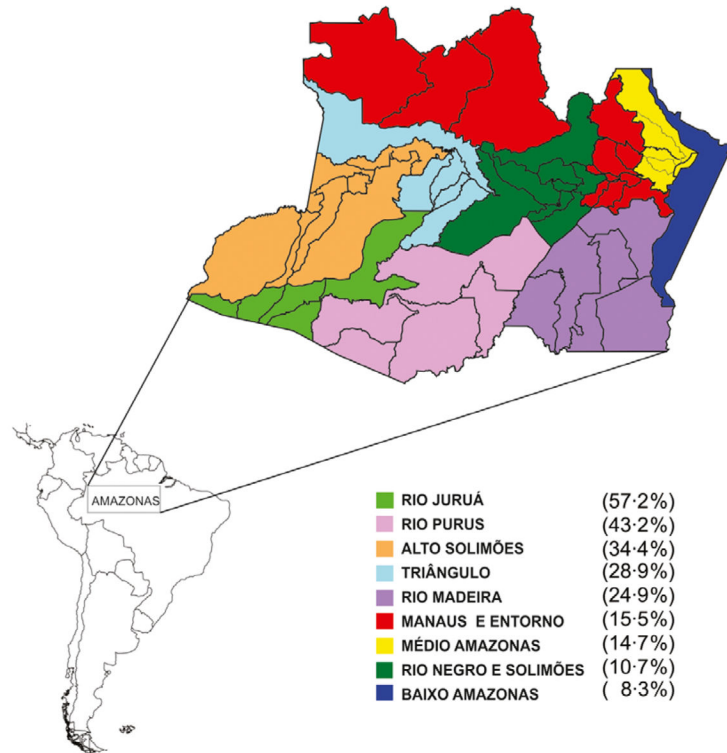 AMAZONAS
RIO JURUÁ (57·2%)
RIO PURUS (43·2%)
ALTO SOLIMÕES (34·4%)
TRIÂNGULO (28·9%)
RIO MADEIRA (24·9%)
MANAUS E ENTORNO (15·5%)
MÉDIO AMAZONAS (14·7%)
RIO NEGRO E SOLIMÕES (10·7%)
BAIXO AMAZONAS ( 8·3%)